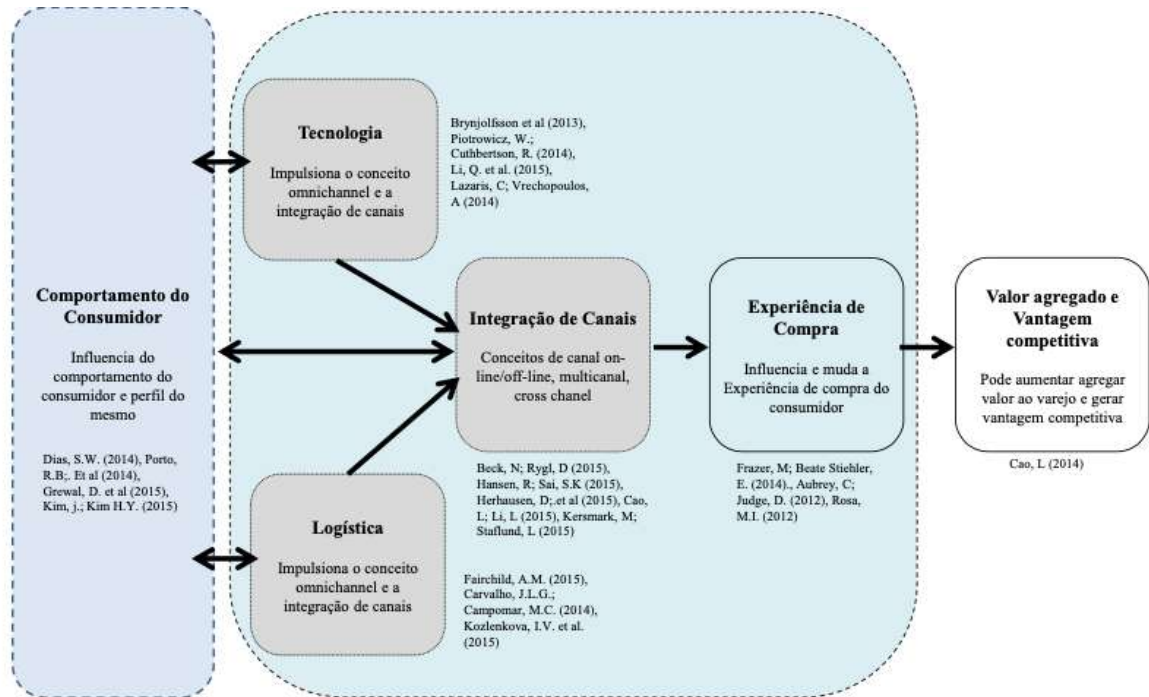 Comportamento do
Consumidor
Influencia do
comportamento do
consumidor e perfil do
mesmo
Dias, S.W. (2014), Porto,
R.B;. Et al (2014),
Grewal, D. et al (2015),
Kim, j.; Kim H.Y. (2015)
Tecnologia
Impulsiona o conceito
omnichannel e a
integração de canais
Brynjolfsson et al (2013),
Piotrowicz, W.;
Cuthbertson, R. (2014),
Li, Q. et al. (2015),
Lazaris, C; Vrechopoulos,
A (2014)
Integração de Canais
Conceitos de canal on-
line/off-line, multicanal,
cross chanel
Beck, N; Rygl, D (2015),
Hansen, R; Sai, S.K (2015),
Herhausen, D;.et al (2015), Cao,
L; Li, L (2015), Kersmark, M;
Staflund, L (2015)
Logística
Impulsiona o conceito
omnichannel e a
integração de canais
Fairchild, A.M. (2015),
Carvalho, J.L.G.;
Campomar, M.C. (2014),
Kozlenkova, I.V. et al.
(2015)
Experiência de
Compra
Influencia e muda a
Experiência de compra do
consumidor
Frazer, M; Beate Stiehler,
E. (2014)., Aubrey, C;
Judge, D. (2012), Rosa,
M.I. (2012)
Valor agregado e
Vantagem
competitiva
Pode aumentar agregar
valor ao varejo e gerar
vantagem competitiva
Cao, L (2014)